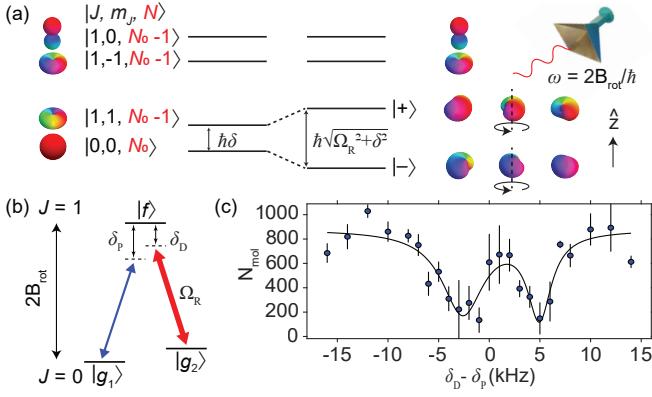 (a)
|J, mJ, N⟩
|1,0, N₀ -1⟩
|1,-1, N₀ -1⟩
|1,1, N₀ -1⟩
|0,0, N₀⟩
ħδ
ħ√Ω_R²+δ²
|+⟩
|−⟩
ω = 2B_rot/ħ
ẑ
(b)
J = 1
|f⟩
δ_P
δ_D
2B_rot
Ω_R
J = 0
|g₁⟩
|g₂⟩
(c)
N_mol
1000
800
600
400
200
0
-15 -10 -5 0 5 10 15
δ_D - δ_P (kHz)